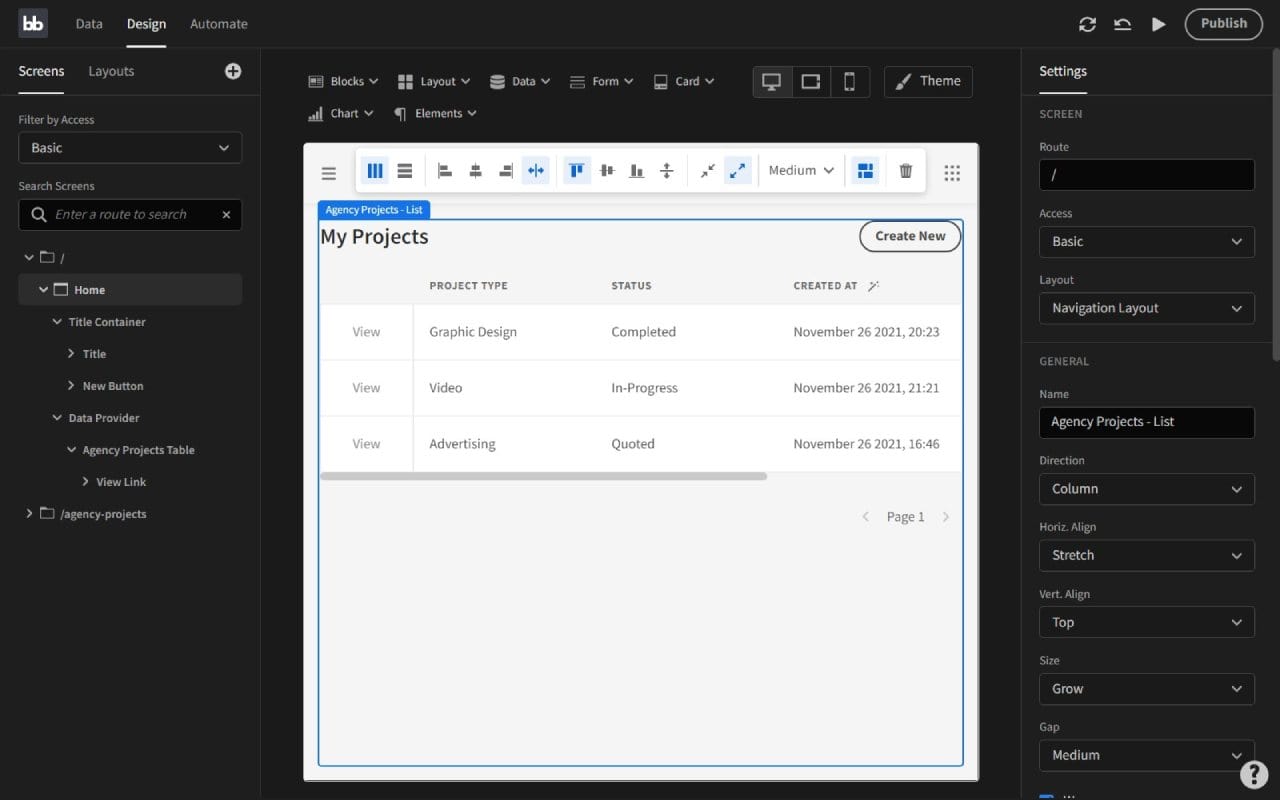 bb Data Design Automate Publish
Screens Layouts
Filter by Access
Basic
Search Screens
Enter a route to search
/
Home
Title Container
Title
New Button
Data Provider
Agency Projects Table
View Link
/agency-projects
Blocks Layout Data Form Card Theme
Chart Elements
Medium
Agency Projects - List
My Projects Create New
PROJECT TYPE STATUS CREATED AT
View Graphic Design Completed November 26 2021, 20:23
View Video In-Progress November 26 2021, 21:21
View Advertising Quoted November 26 2021, 16:46
Page 1
Settings
SCREEN
Route
/
Access
Basic
Layout
Navigation Layout
GENERAL
Name
Agency Projects - List
Direction
Column
Horiz. Align
Stretch
Vert. Align
Top
Size
Grow
Gap
Medium
?